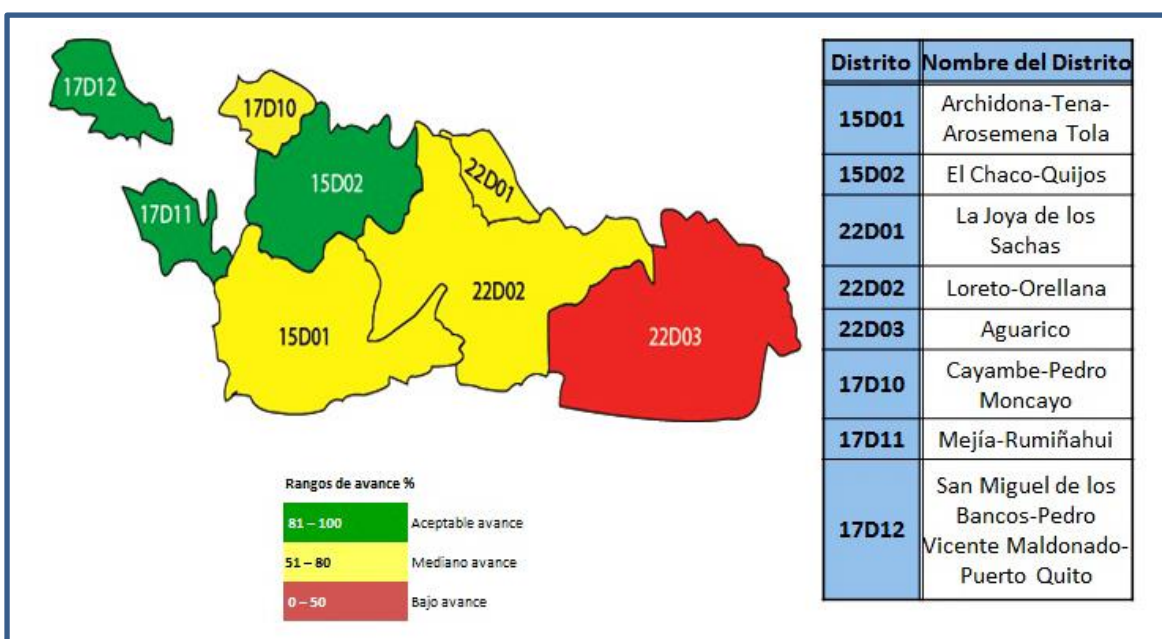 17D12
17D10
15D02
22D01
17D11
22D02
15D01
22D03
Rangos de avance %
81 – 100 Aceptable avance
51 – 80 Mediano avance
0 – 50 Bajo avance
Distrito Nombre del Distrito
15D01 Archidona-Tena-
Arosemena Tola
15D02 El Chaco-Quijos
22D01 La Joya de los
Sachas
22D02 Loreto-Orellana
22D03 Aguarico
17D10 Cayambe-Pedro
Moncayo
17D11 Mejía-Rumiñahui
17D12 San Miguel de los
Bancos-Pedro
Vicente Maldonado-
Puerto Quito